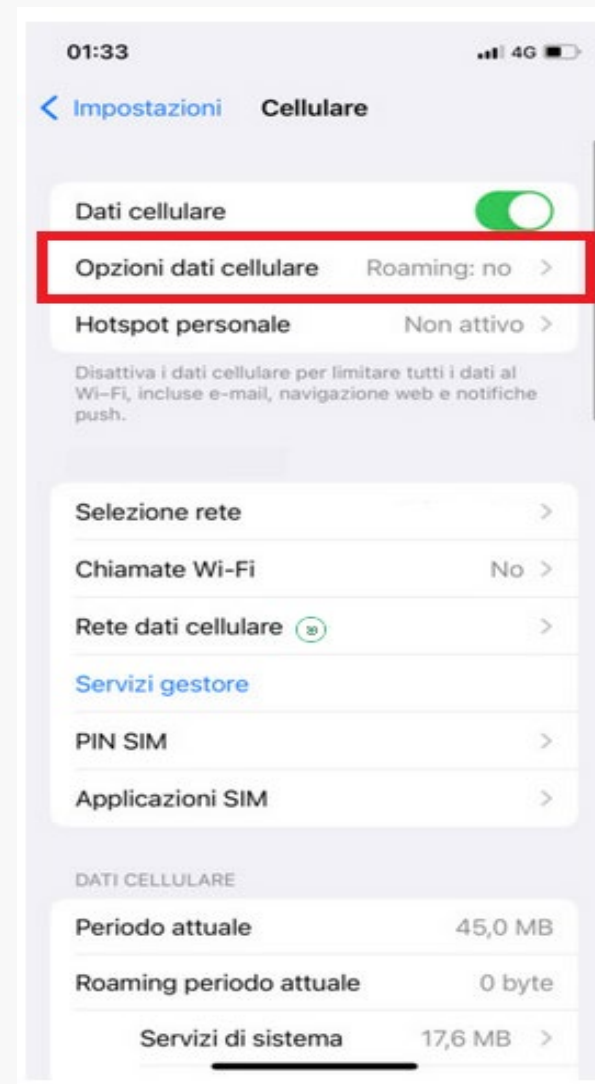 01:33
4G
Impostazioni Cellulare
Dati cellulare
Opzioni dati cellulare Roaming: no
Hotspot personale Non attivo
Disattiva i dati cellulare per limitare tutti i dati al
Wi-Fi, incluse e-mail, navigazione web e notifiche
push.
Selezione rete
Chiamate Wi-Fi No
Rete dati cellulare
Servizi gestore
PIN SIM
Applicazioni SIM
DATI CELLULARE
Periodo attuale 45,0 MB
Roaming periodo attuale 0 byte
Servizi di sistema 17,6 MB